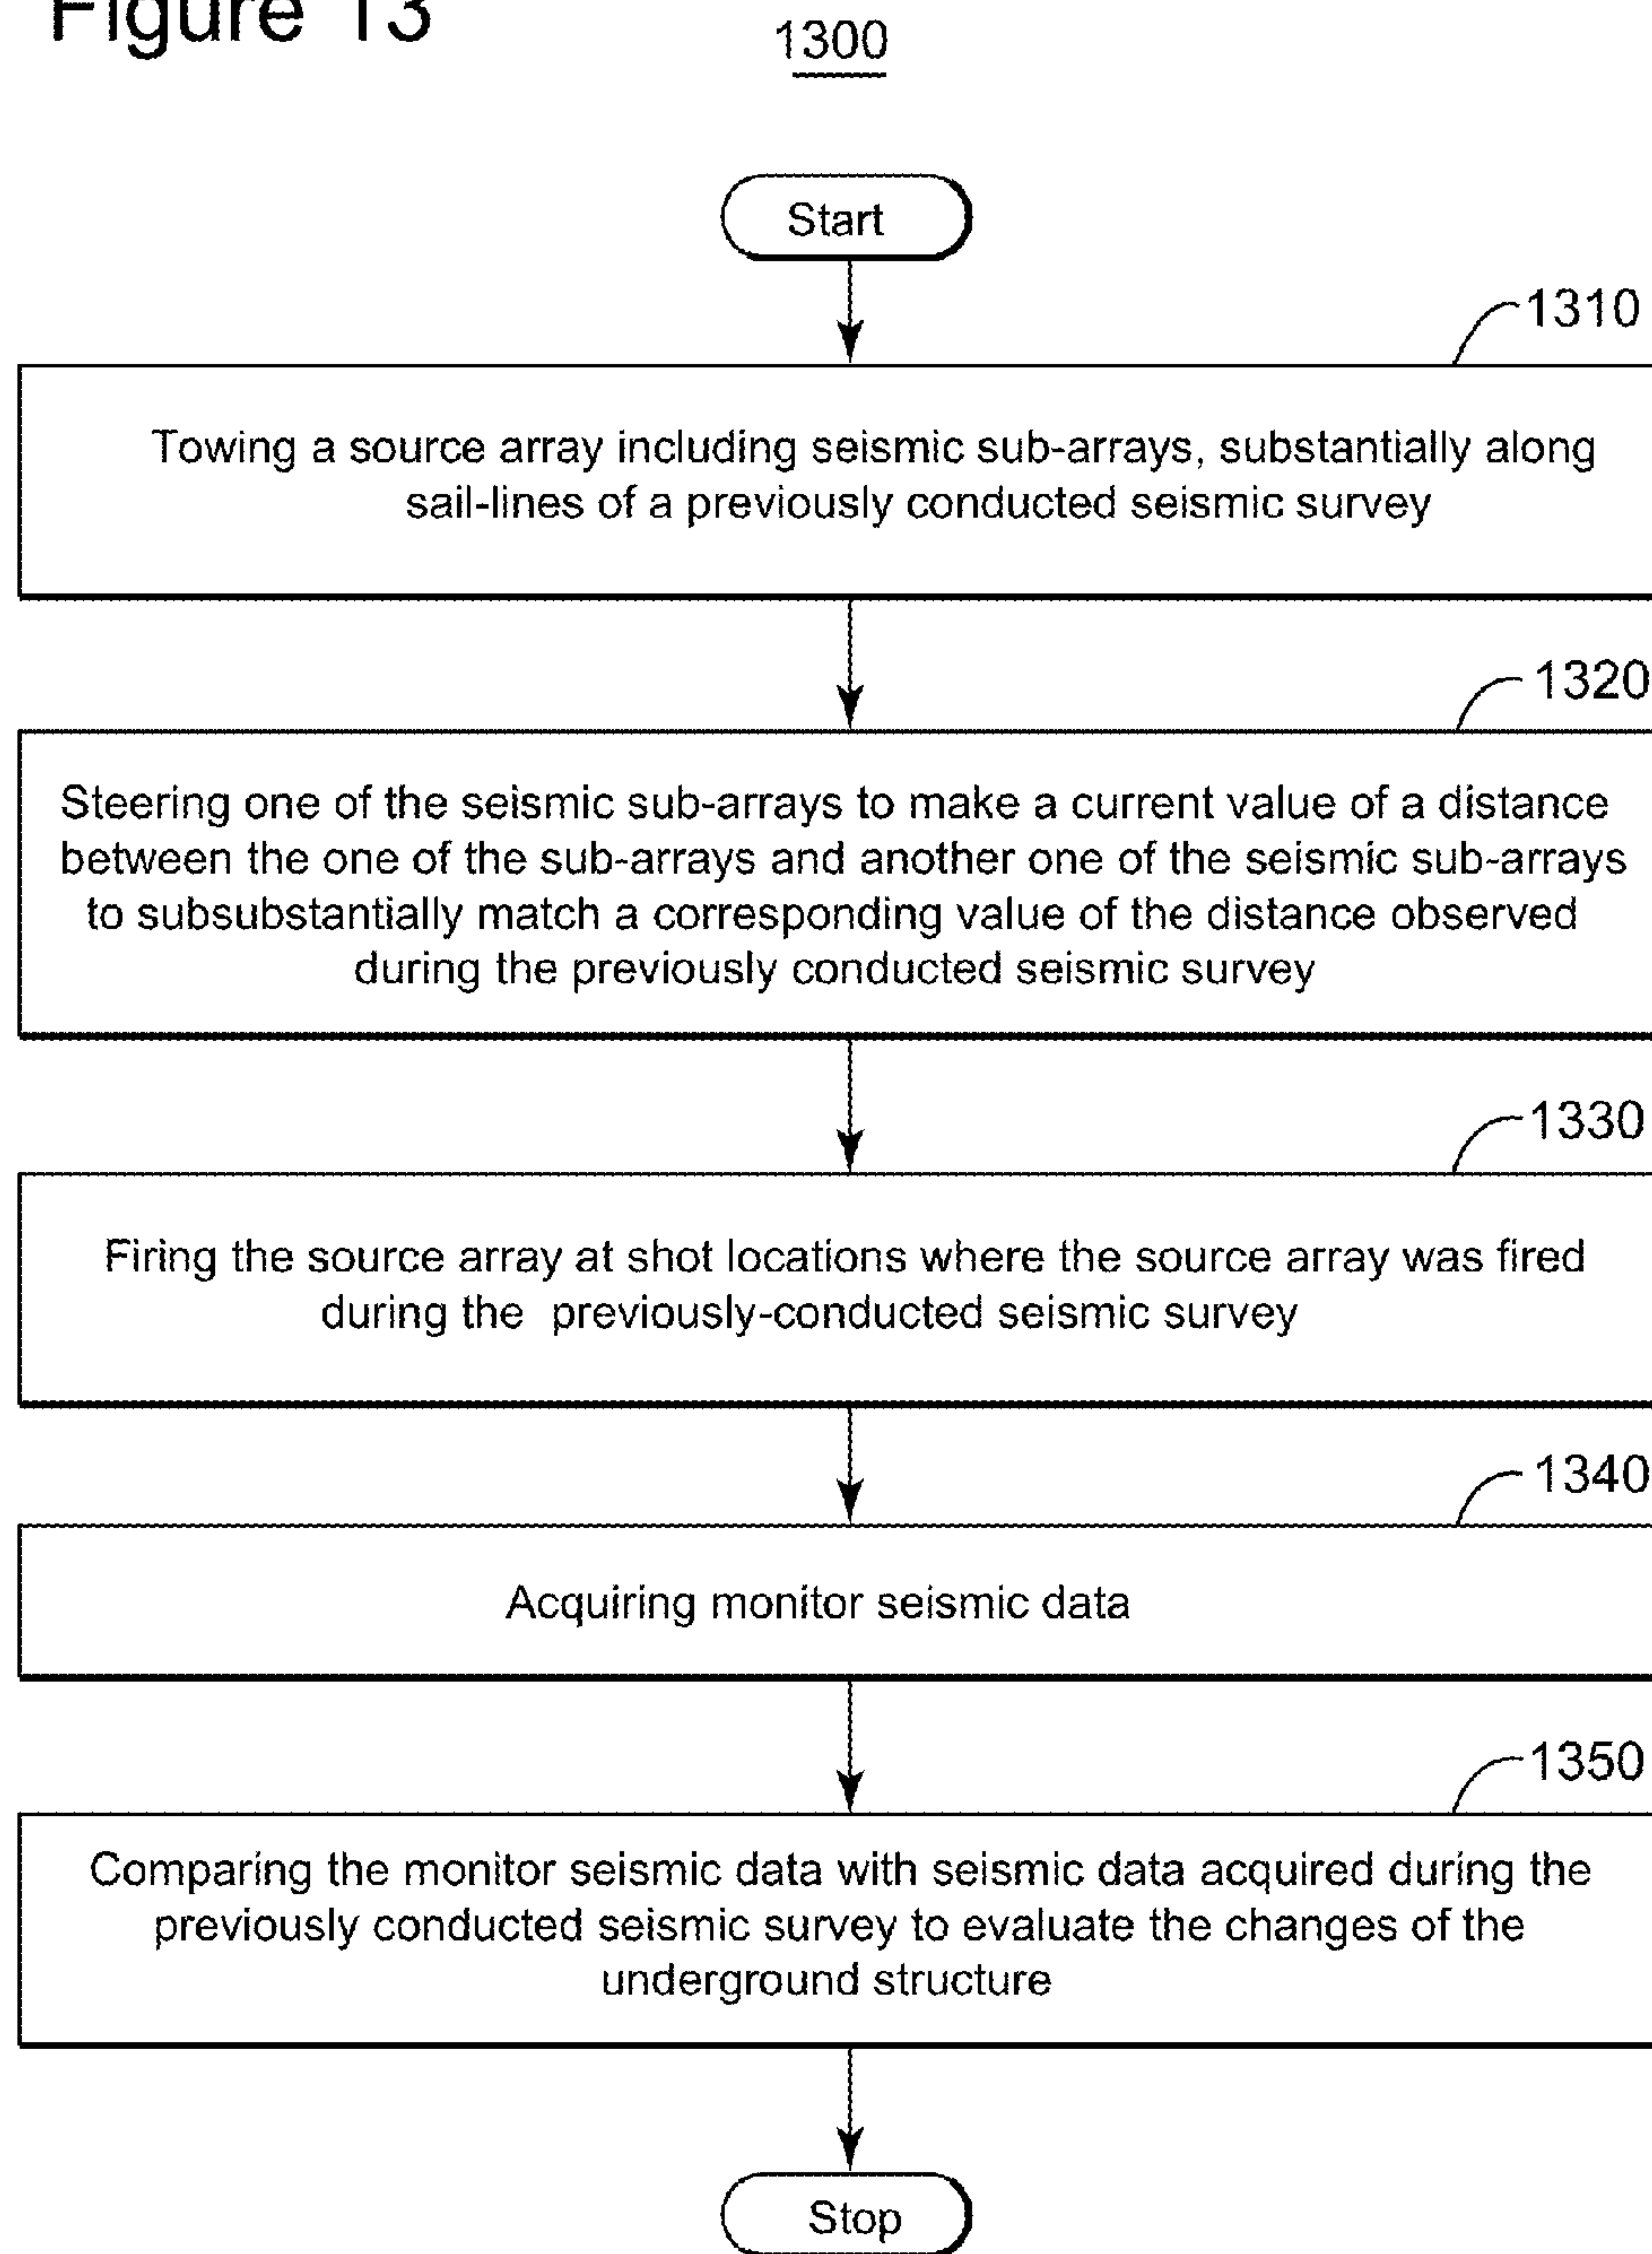 Figure 13
1300
Start
1310
Towing a source array including seismic sub-arrays, substantially along
sail-lines of a previously conducted seismic survey
1320
Steering one of the seismic sub-arrays to make a current value of a distance
between the one of the sub-arrays and another one of the seismic sub-arrays
to subsubstantially match a corresponding value of the distance observed
during the previously conducted seismic survey
1330
Firing the source array at shot locations where the source array was fired
during the previously-conducted seismic survey
1340
Acquiring monitor seismic data
1350
Comparing the monitor seismic data with seismic data acquired during the
previously conducted seismic survey to evaluate the changes of the
underground structure
Stop